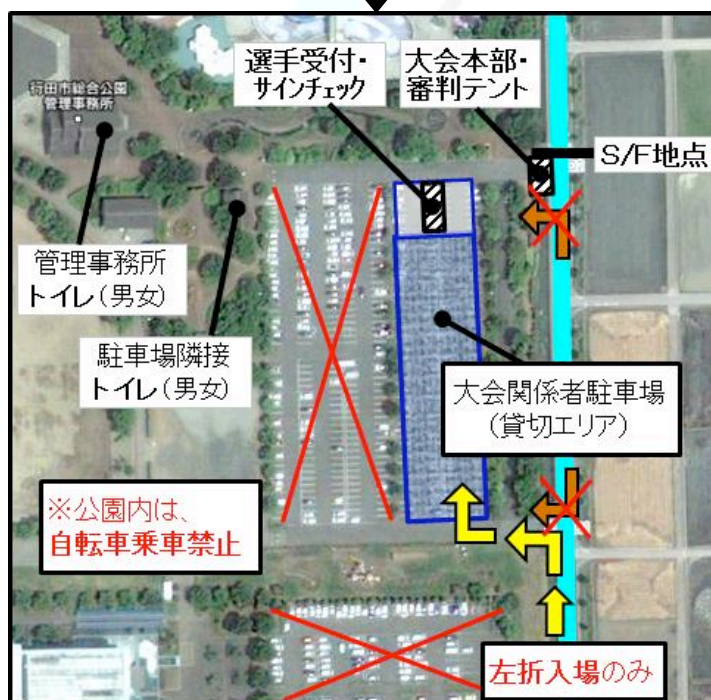 選手受付・
サインチェック
大会本部・
審判テント
行田市総合公園
管理事務所
S/F地点
管理事務所
トイレ(男女)
駐車場隣接
トイレ(男女)
大会関係者駐車場
(貸切エリア)
※公園内は、
自転車乗車禁止
左折入場のみ